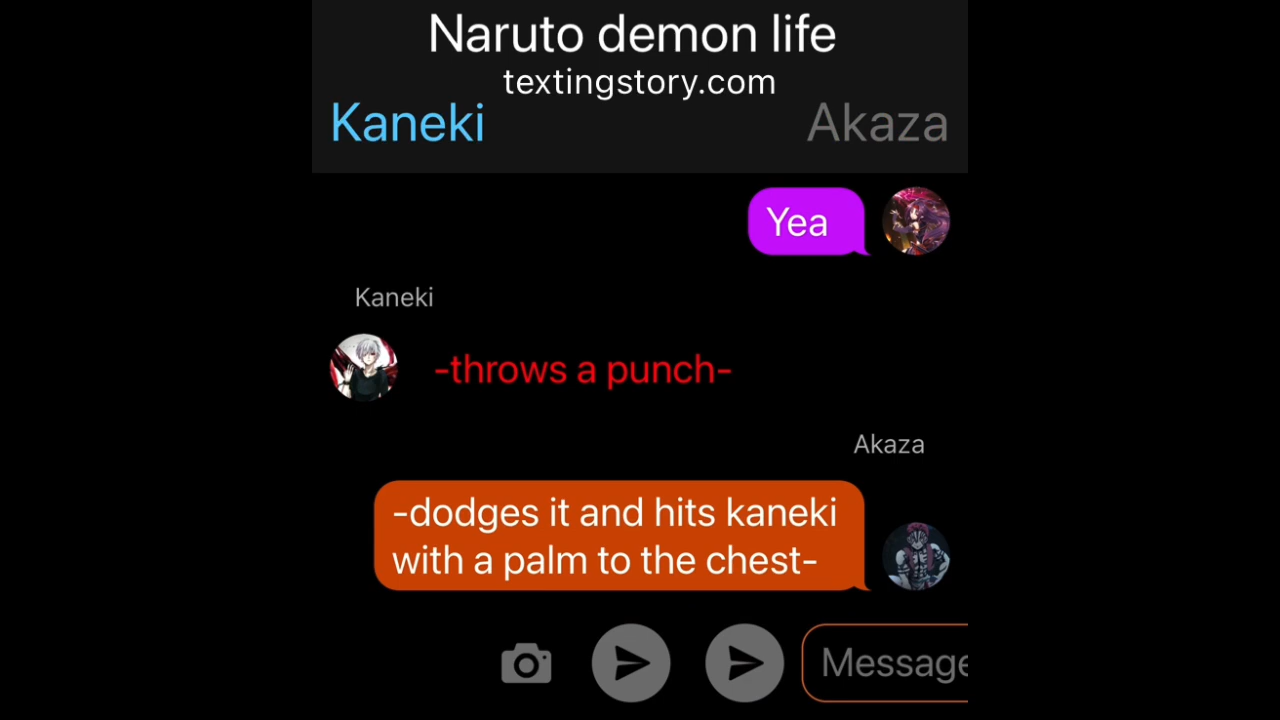 Naruto demon life
textingstory.com
Kaneki
Akaza
Yea
Kaneki
-throws a punch-
Akaza
-dodges it and hits kaneki
with a palm to the chest-
Message